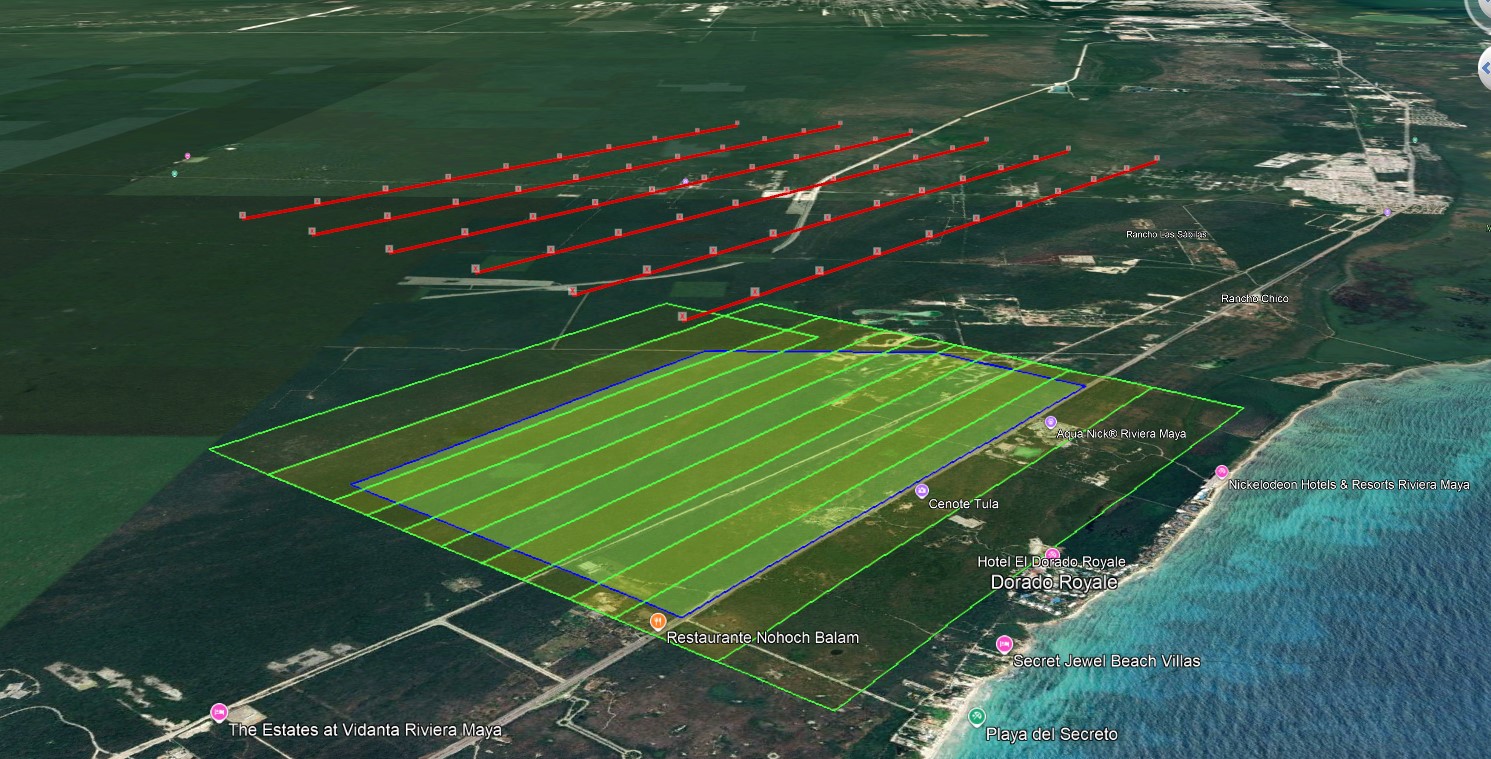 Rancho Las Sábilas
Rancho Chico
Aqua Nick® Riviera Maya
Nickelodeon Hotels & Resorts Riviera Maya
Cenote Tula
Hotel El Dorado Royale
Dorado Royale
Restaurante Nohoch Balam
Secret Jewel Beach Villas
The Estates at Vidanta Riviera Maya
Playa del Secreto